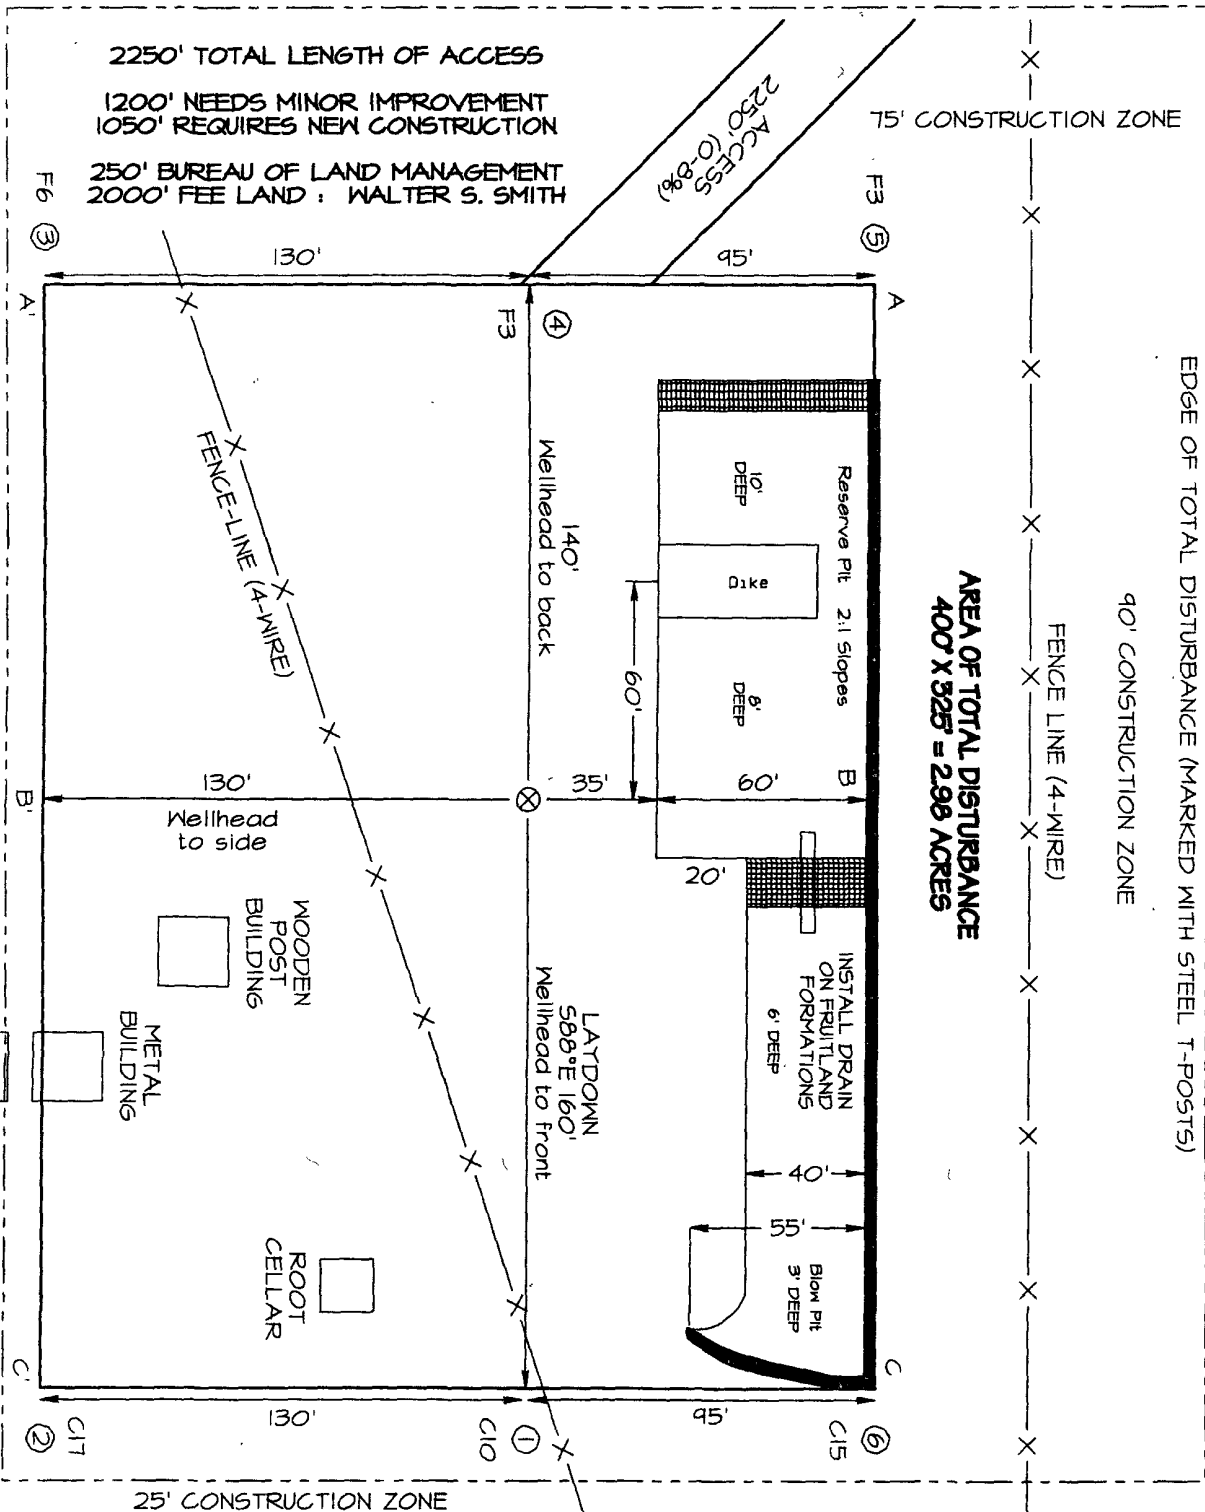 2250' TOTAL LENGTH OF ACCESS
1200' NEEDS MINOR IMPROVEMENT
1050' REQUIRES NEW CONSTRUCTION
250' BUREAU OF LAND MANAGEMENT
2000' FEE LAND : WALTER S. SMITH
ACCESS
2250' (0-8%)
75' CONSTRUCTION ZONE
F6 3
F3 5
130'
95'
A'
F3 4
A
EDGE OF TOTAL DISTURBANCE (MARKED WITH STEEL T-POSTS)
90' CONSTRUCTION ZONE
FENCE LINE (4-WIRE)
AREA OF TOTAL DISTURBANCE
400' X 325' = 2.98 ACRES
Reserve Pit 2:1 Slopes
10'
DEEP
Dike
8'
DEEP
60'
140'
Wellhead to back
FENCE-LINE (4-WIRE)
B'
130'
35'
60'
B
Wellhead
to side
20'
WOODEN
POST
BUILDING
METAL
BUILDING
LAYDOWN
S88°E 160'
Wellhead to front
INSTALL DRAIN
ON FRUITLAND
FORMATIONS
6' DEEP
40'
55'
Blow Pit
3' DEEP
ROOT
CELLAR
C'
C
130'
95'
C17
2
C10
1
C15
6
25' CONSTRUCTION ZONE